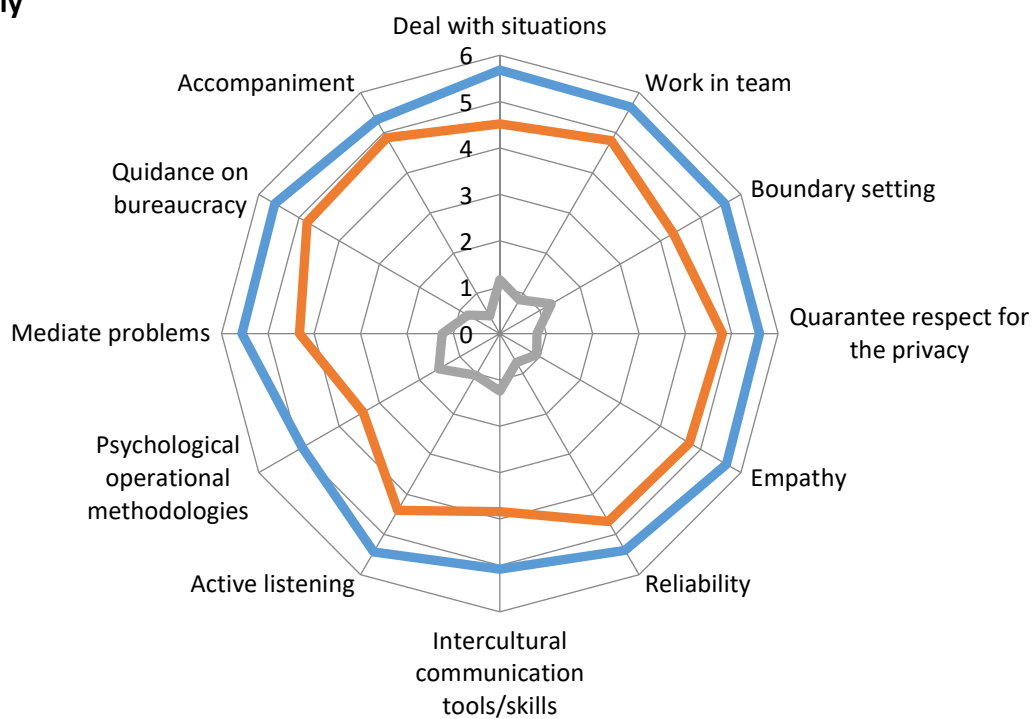 Deal with situations
Work in team
Boundary setting
Quarantee respect for
the privacy
Empathy
Reliability
Intercultural
communication
tools/skills
Active listening
Psychological
operational
methodologies
Mediate problems
Quidance on
bureaucracy
Accompaniment
6
5
4
3
2
1
0